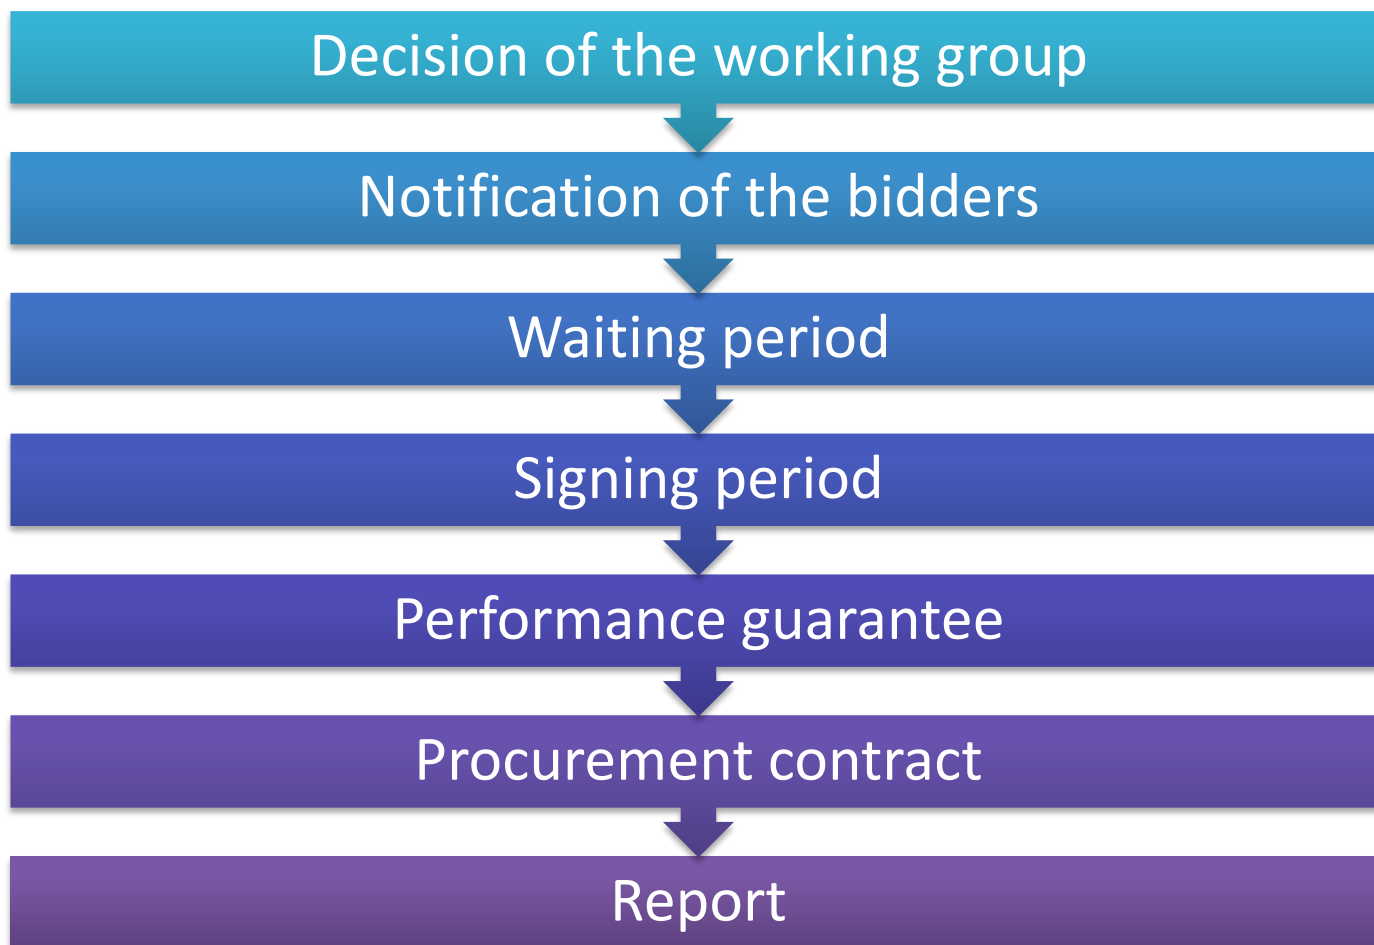 Decision of the working group
Notification of the bidders
Waiting period
Signing period
Performance guarantee
Procurement contract
Report